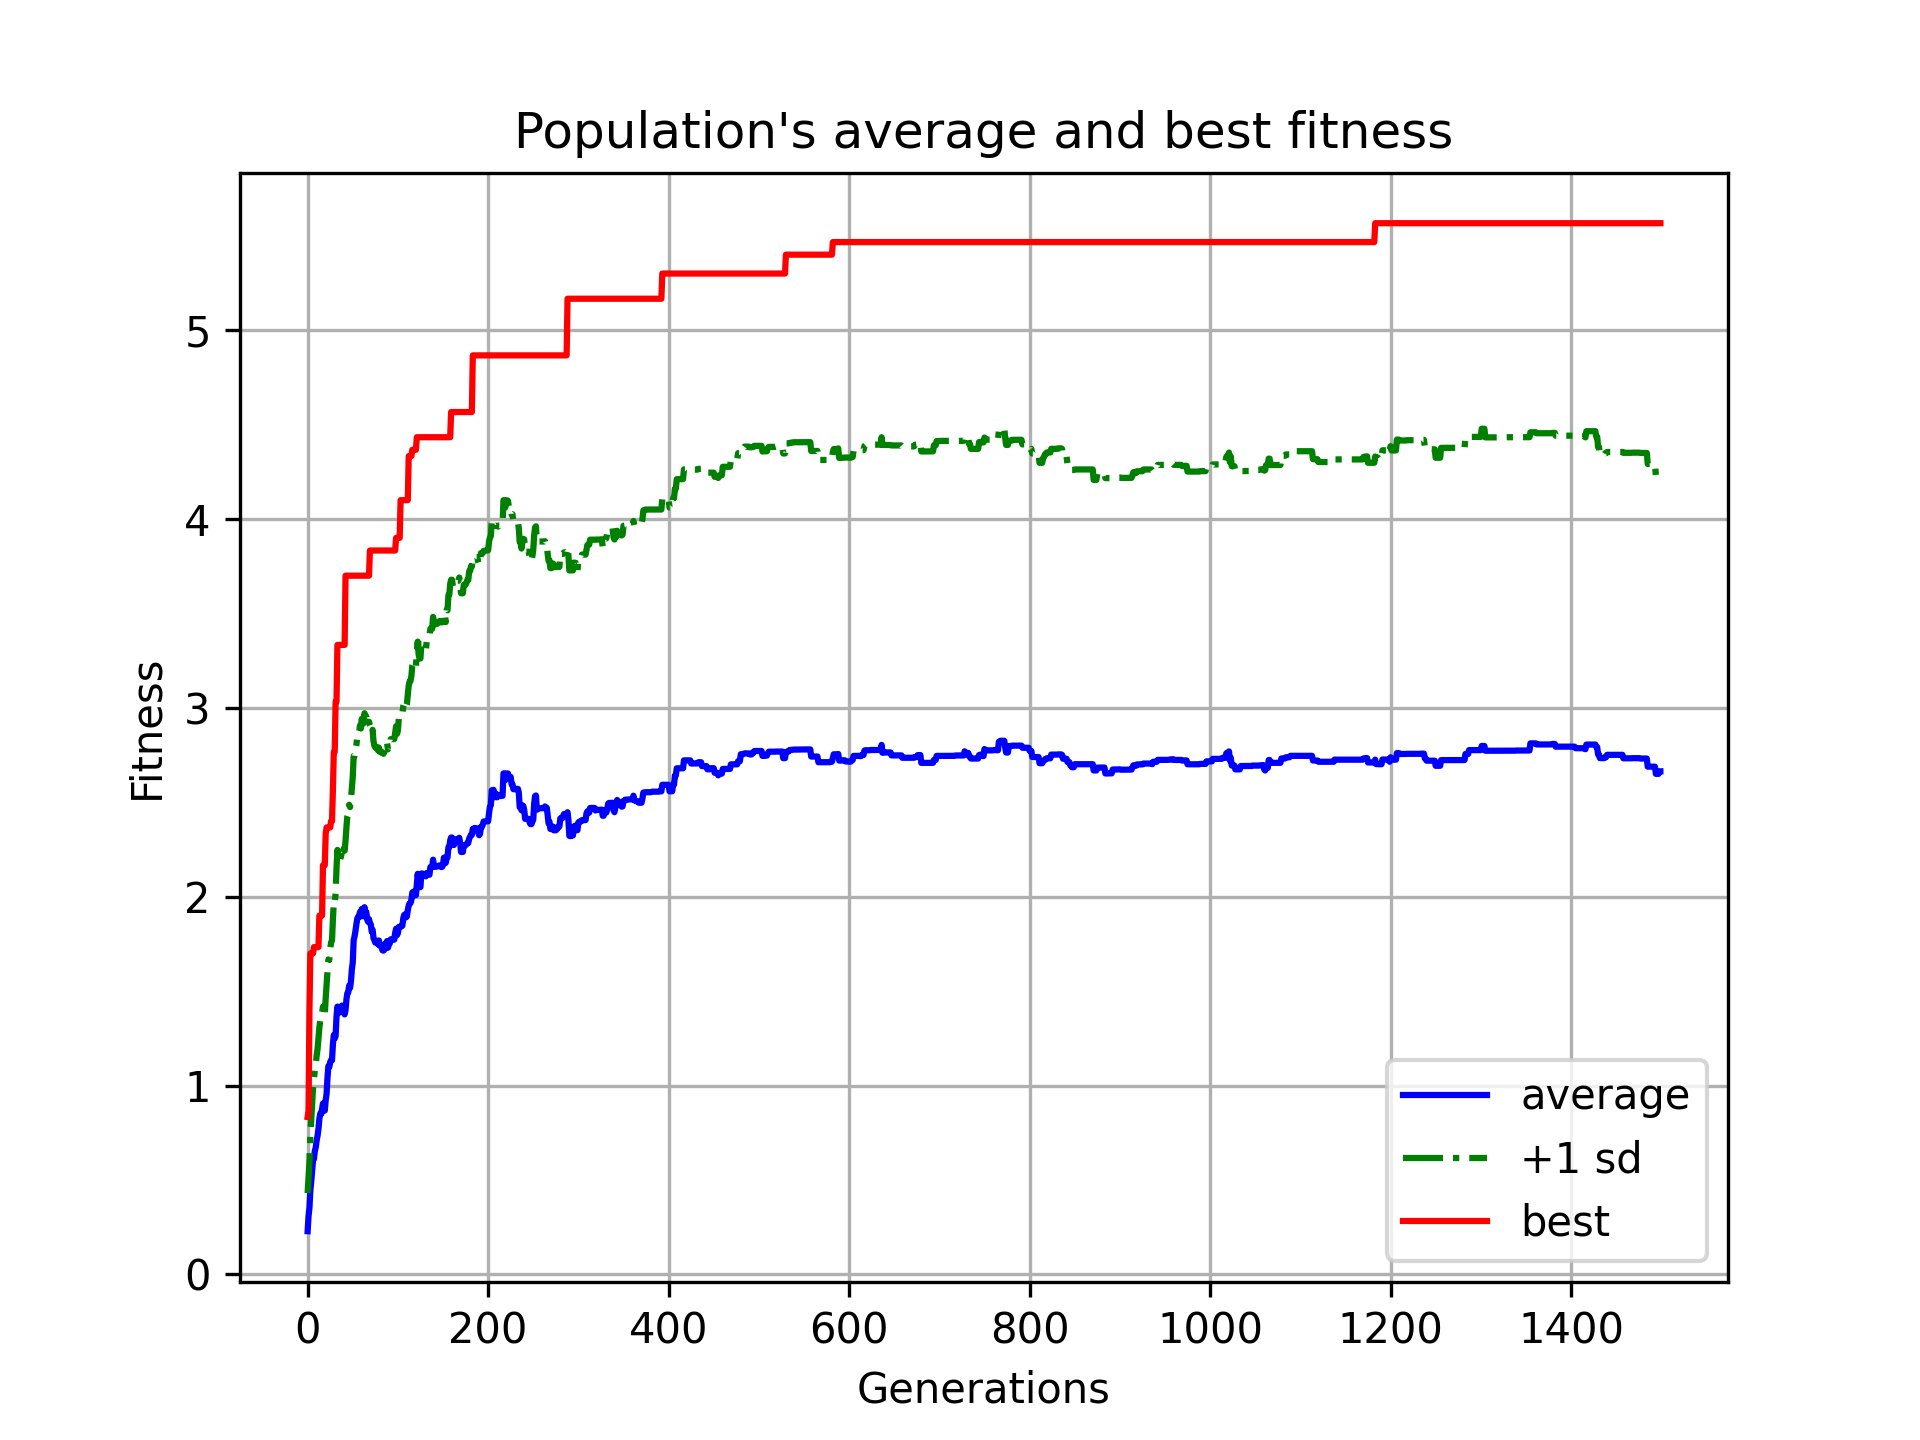 Population's average and best fitness
Fitness
5
4
3
2
1
0
0 200 400 600 800 1000 1200 1400
Generations
average
+1 sd
best